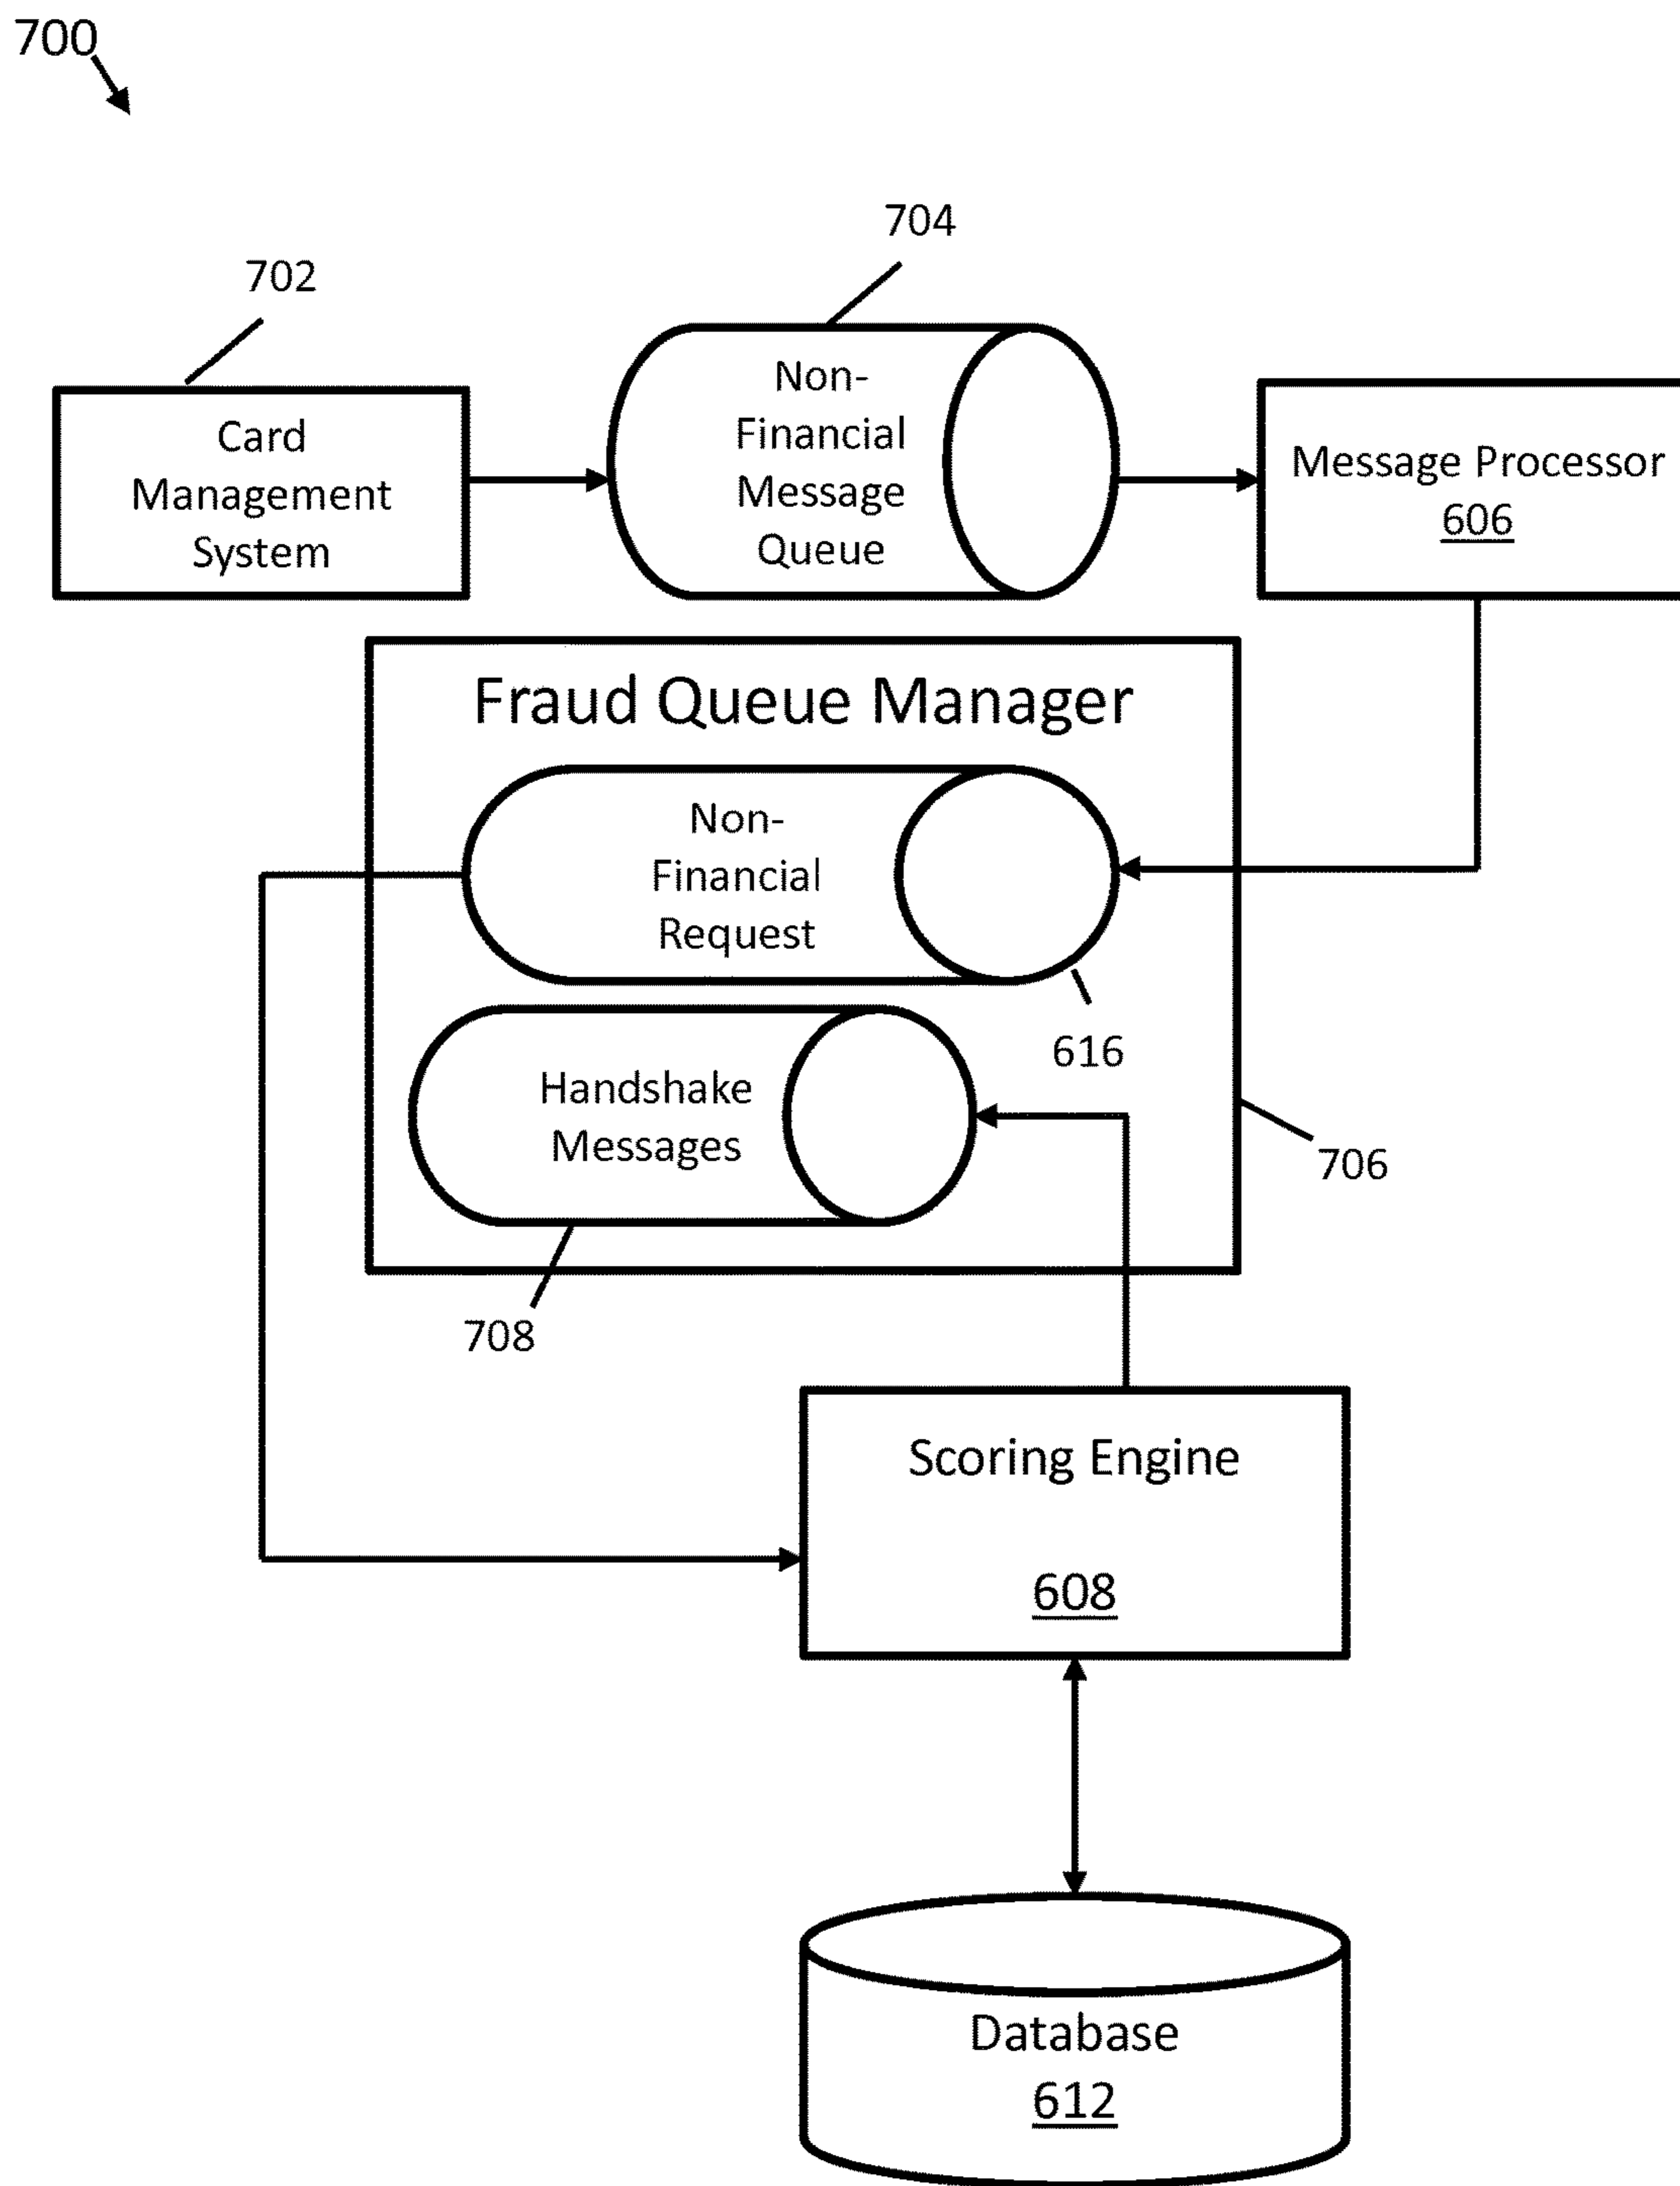 700
704
702
Card
Management
System
Non-
Financial
Message
Queue
Message Processor
606
Fraud Queue Manager
Non-
Financial
Request
616
Handshake
Messages
706
708
Scoring Engine
608
Database
612